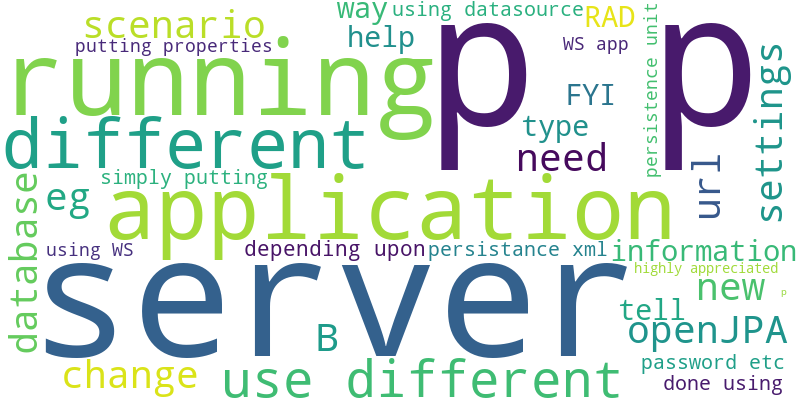 way
using datasource
RAD
scenario
putting properties
help
WS app
running
p
p
persistence unit
settings
FYI
different
type
need
url
simply putting
eg
application
database
using WS
depending upon
persistance xml
information
highly appreciated
server
new
p
tell
B
openJPA
change
use different
password etc
done using